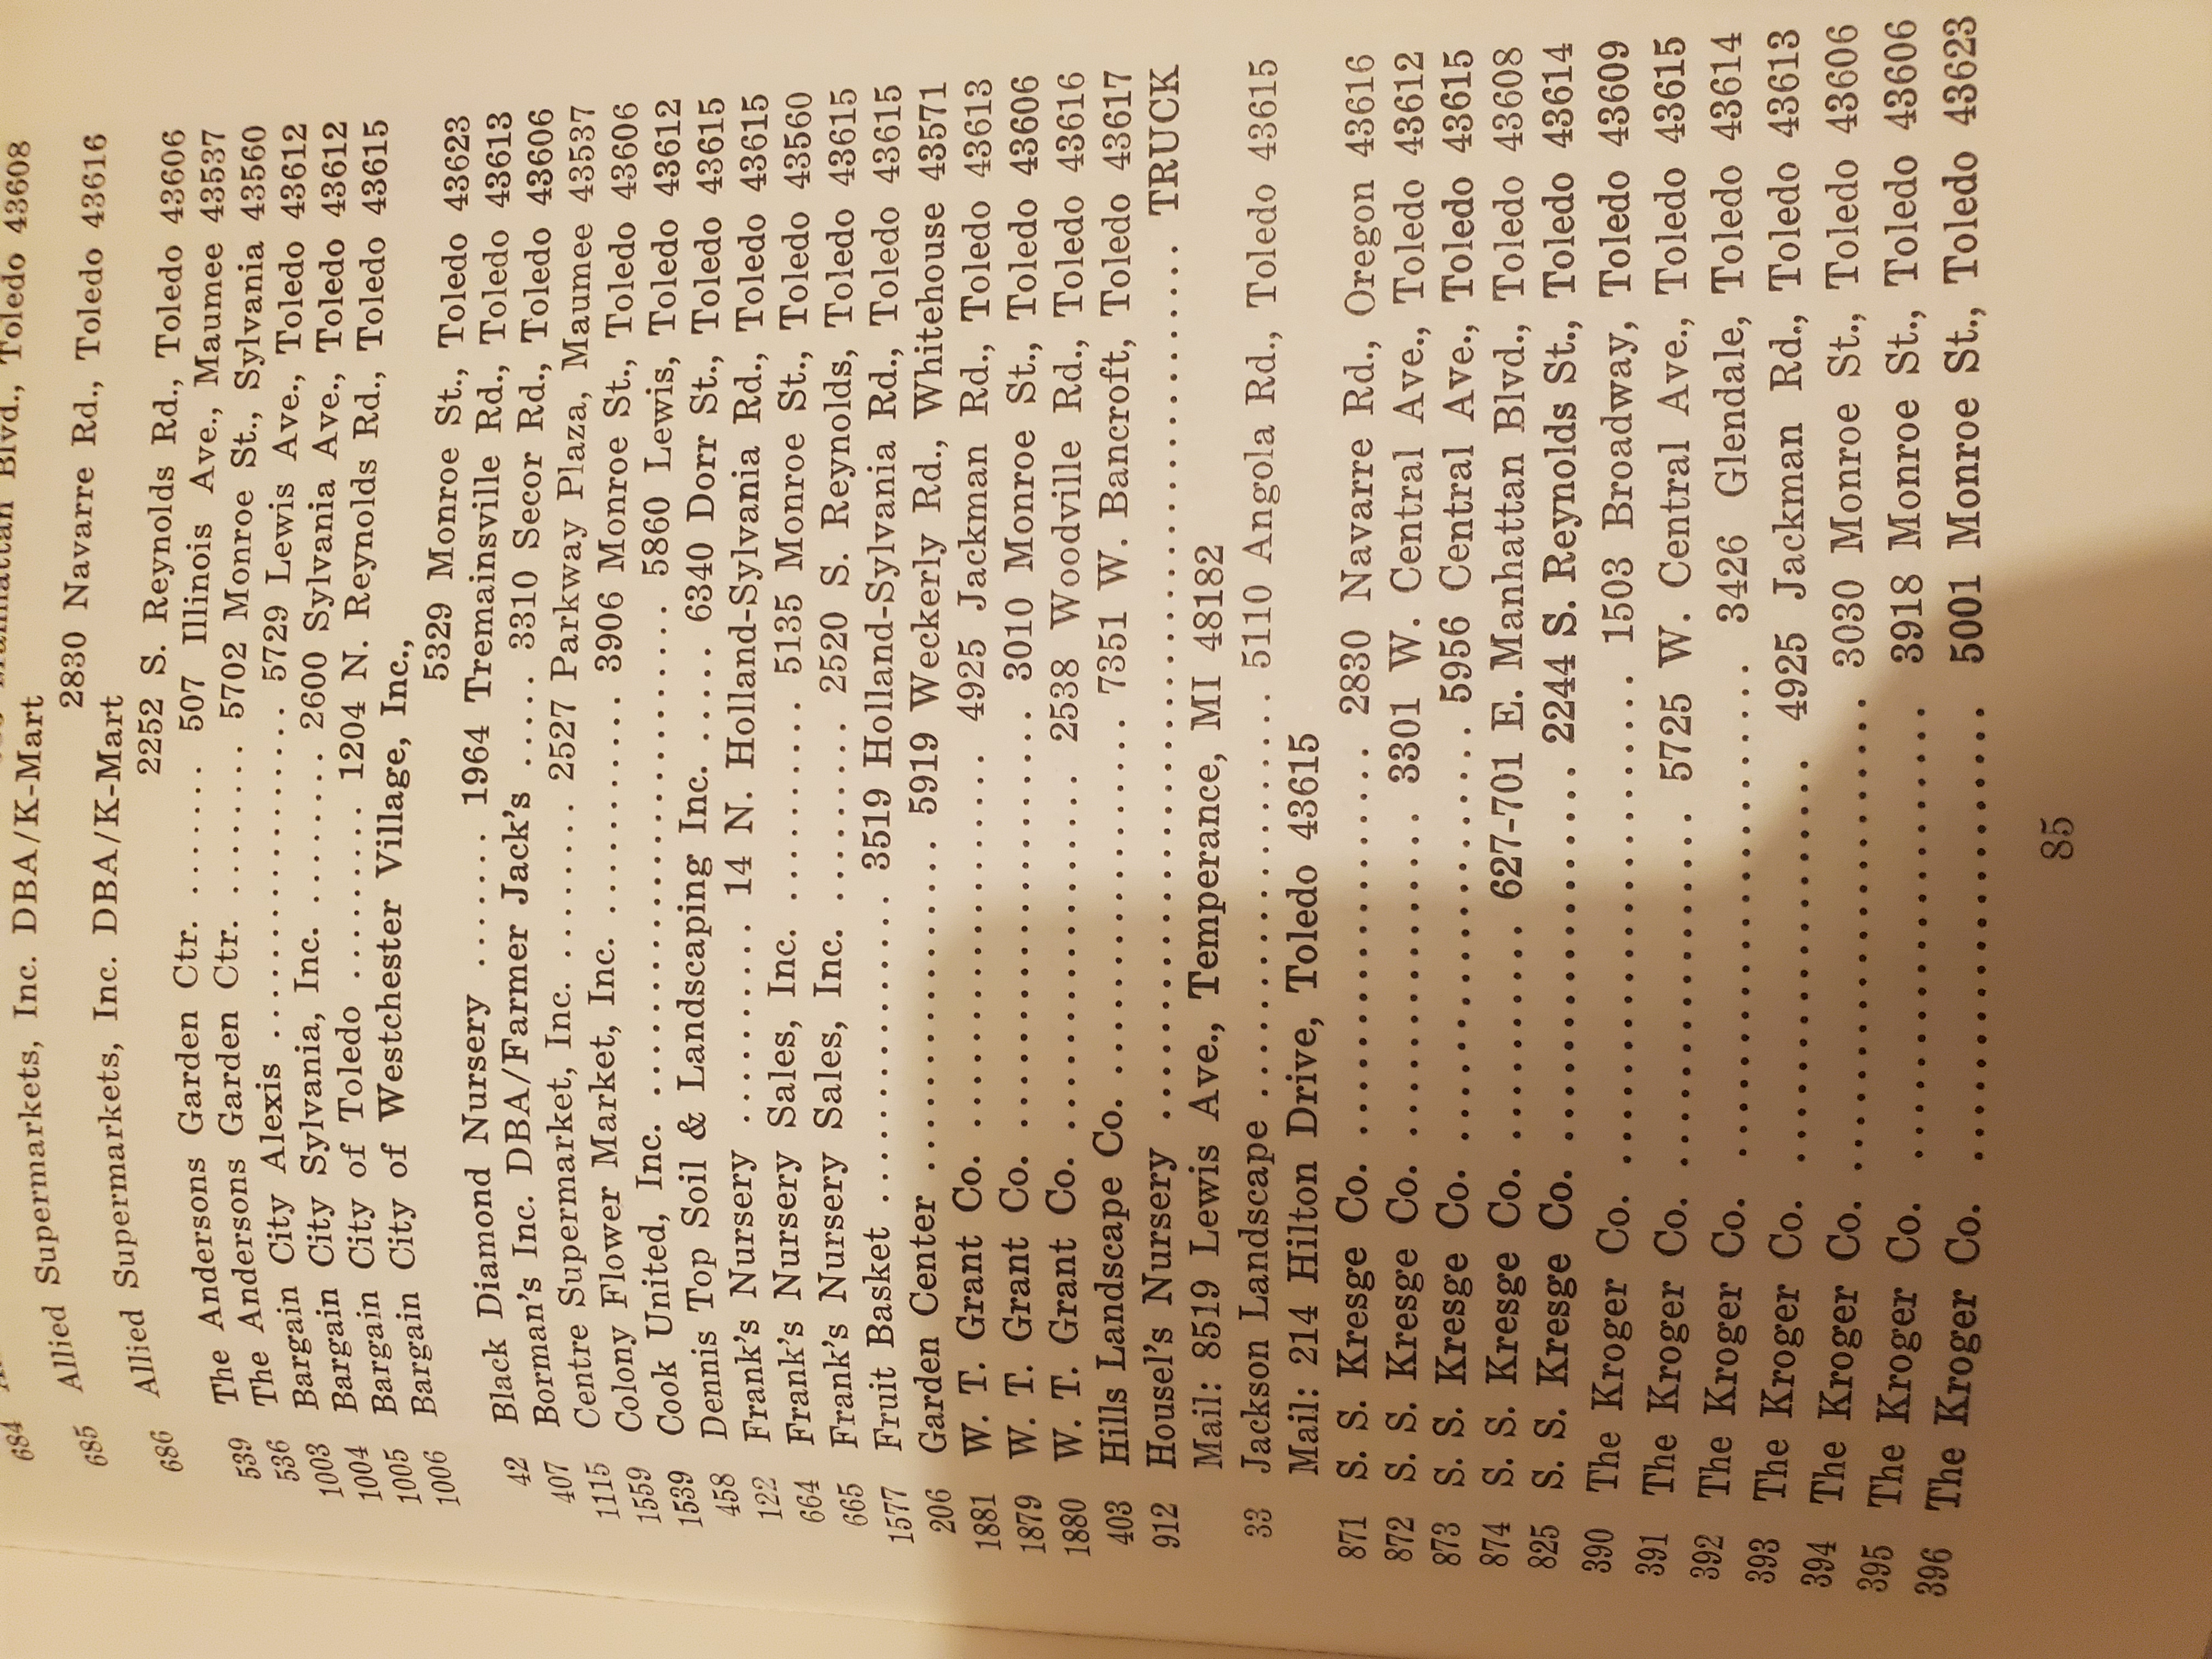 Manhattan Blvd., Toledo 43608
684 Allied Supermarkets, Inc. DBA/K-Mart
2830 Navarre Rd., Toledo 43616
685 Allied Supermarkets, Inc. DBA/K-Mart
2252 S. Reynolds Rd., Toledo 43606
686
539 The Andersons Garden Ctr. ...... 507 Illinois Ave., Maumee 43537
536 The Andersons Garden Ctr. ..... 5702 Monroe St., Sylvania 43560
1003 Bargain City Alexis .................. 5729 Lewis Ave., Toledo 43612
1004 Bargain City Sylvania, Inc. ....... 2600 Sylvania Ave., Toledo 43612
1005 Bargain City of Toledo ......... 1204 N. Reynolds Rd., Toledo 43615
1006 Bargain City of Westchester Village, Inc.,
5329 Monroe St., Toledo 43623
42 Black Diamond Nursery ....... 1964 Tremainsville Rd., Toledo 43613
407 Borman's Inc. DBA/Farmer Jack's ..... 3310 Secor Rd., Toledo 43606
1115 Centre Supermarket, Inc. ......... 2527 Parkway Plaza, Maumee 43537
1559 Colony Flower Market, Inc. ............ 3906 Monroe St., Toledo 43606
1539 Cook United, Inc. .......................... 5860 Lewis, Toledo 43612
458 Dennis Top Soil & Landscaping Inc. ..... 6340 Dorr St., Toledo 43615
122 Frank's Nursery .......... 14 N. Holland-Sylvania Rd., Toledo 43615
664 Frank's Nursery Sales, Inc. ............ 5135 Monroe St., Toledo 43560
665 Frank's Nursery Sales, Inc. .......... 2520 S. Reynolds, Toledo 43615
1577 Fruit Basket ................. 3519 Holland-Sylvania Rd., Toledo 43615
206 Garden Center .................. 5919 Weckerly Rd., Whitehouse 43571
1881 W. T. Grant Co. ..................... 4925 Jackman Rd., Toledo 43613
1879 W. T. Grant Co. ....................... 3010 Monroe St., Toledo 43606
1880 W. T. Grant Co. .................... 2538 Woodville Rd., Toledo 43616
403 Hills Landscape Co. .................... 7351 W. Bancroft, Toledo 43617
912 Housel's Nursery ................................................ TRUCK
Mail: 8519 Lewis Ave., Temperance, MI 48182
33 Jackson Landscape ...................... 5110 Angola Rd., Toledo 43615
Mail: 214 Hilton Drive, Toledo 43615
871 S. S. Kresge Co. ..................... 2830 Navarre Rd., Oregon 43616
872 S. S. Kresge Co. .................. 3301 W. Central Ave., Toledo 43612
873 S. S. Kresge Co. ...................... 5956 Central Ave., Toledo 43615
874 S. S. Kresge Co. ............ 627-701 E. Manhattan Blvd., Toledo 43608
825 S. S. Kresge Co. .................... 2244 S. Reynolds St., Toledo 43614
390 The Kroger Co. ......................... 1503 Broadway, Toledo 43609
391 The Kroger Co. ................... 5725 W. Central Ave., Toledo 43615
392 The Kroger Co. ......................... 3426 Glendale, Toledo 43614
393 The Kroger Co. ..................... 4925 Jackman Rd., Toledo 43613
394 The Kroger Co. ........................ 3030 Monroe St., Toledo 43606
395 The Kroger Co. ........................ 3918 Monroe St., Toledo 43606
396 The Kroger Co. ........................ 5001 Monroe St., Toledo 43623
85